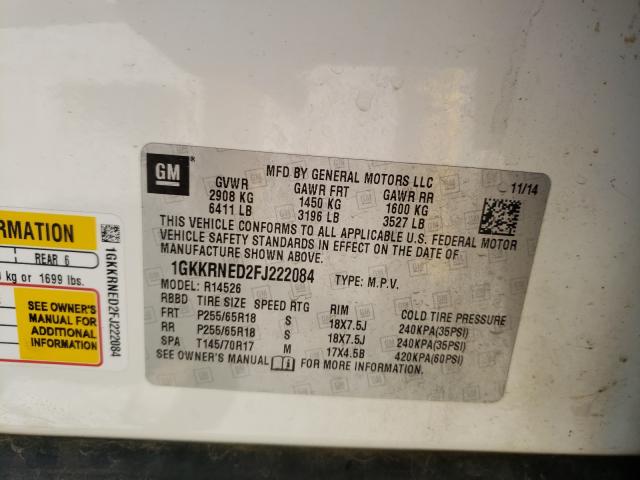 GM
MFD BY GENERAL MOTORS LLC
11/14
GVWR GAWR FRT GAWR RR
2908 KG 1450 KG 1600 KG
6411 LB 3196 LB 3527 LB
THIS VEHICLE CONFORMS TO ALL APPLICABLE U.S. FEDERAL MOTOR
VEHICLE SAFETY STANDARDS IN EFFECT ON THE DATE OF
MANUFACTURE SHOWN ABOVE.
1GKKRNED2FJ222084 TYPE: M.P.V.
MODEL: R14526
RBBD TIRE SIZE SPEED RTG RIM COLD TIRE PRESSURE
FRT P255/65R18 S 18X7.5J 240KPA(35PSI)
RR P255/65R18 S 18X7.5J 240KPA(35PSI)
SPA T145/70R17 M 17X4.5B 420KPA(60PSI)
SEE OWNER'S MANUAL FOR MORE INFORMATION.
REAR 6
kg or 1699 lbs.
SEE OWNER'S
MANUAL FOR
ADDITIONAL
INFORMATION
1GKKRNED2FJ222084